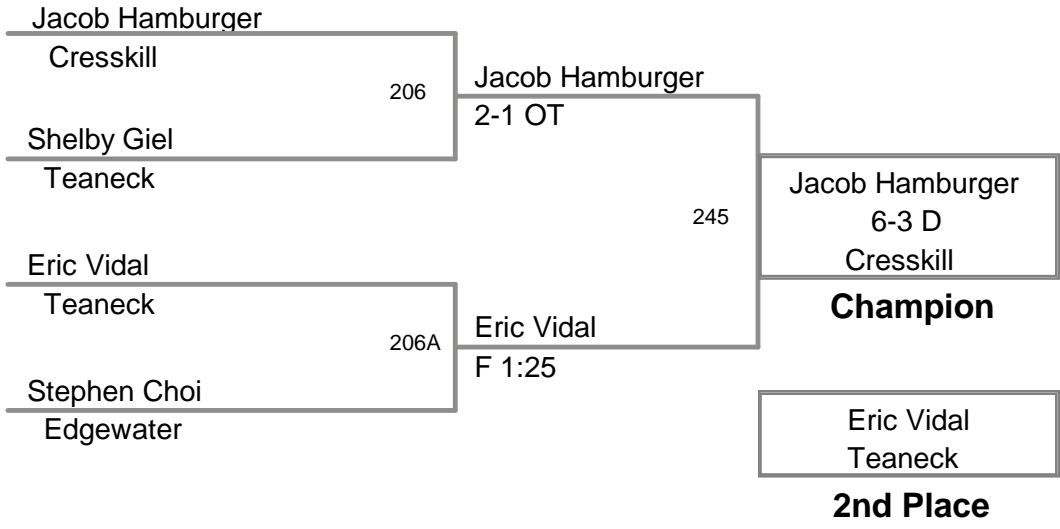 Jacob Hamburger
Cresskill
206
Shelby Giel
Teaneck
Jacob Hamburger
2-1 OT
Eric Vidal
Teaneck
206A
Stephen Choi
Edgewater
Eric Vidal
F 1:25
245
Jacob Hamburger
6-3 D
Cresskill
Champion
Eric Vidal
Teaneck
2nd Place